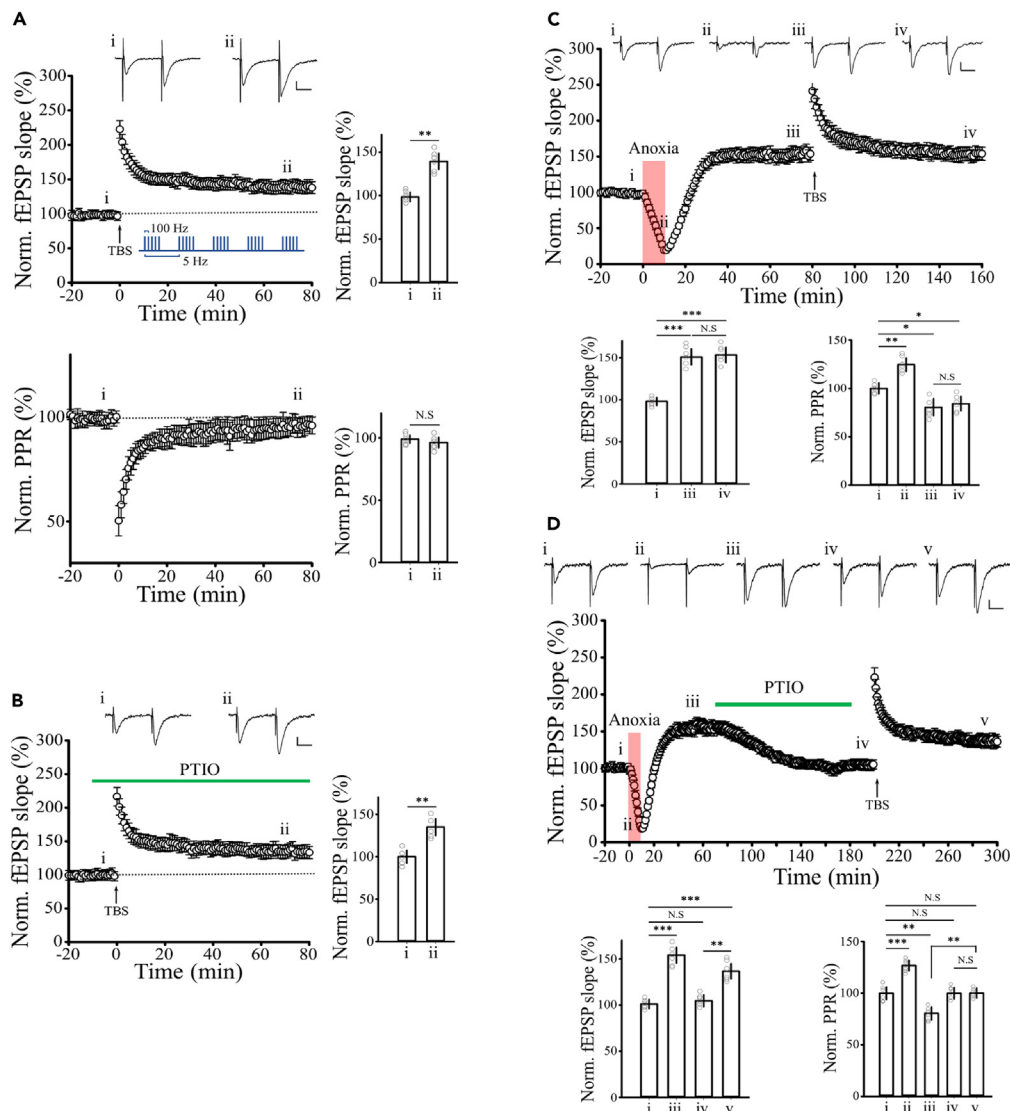 A
i
ii
Norm. fEPSP slope (%)
300
250
200
150
100
50
0
i
ii
TBS
100 Hz
5 Hz
-20 0 20 40 60 80
Time (min)
Norm. fEPSP slope (%)
150
100
50
0
**
i ii
Norm. PPR (%)
100
50
i
ii
-20 0 20 40 60 80
Time (min)
Norm. PPR (%)
150
100
50
0
N.S
i ii
B
i
ii
Norm. fEPSP slope (%)
300
250
200
150
100
50
0
PTIO
i
ii
TBS
-20 0 20 40 60 80
Time (min)
Norm. fEPSP slope (%)
150
100
50
0
**
i ii
C
i ii iii iv
Norm. fEPSP slope (%)
300
250
200
150
100
50
0
Anoxia
i
ii
iii
iv
TBS
-20 0 20 40 60 80 100 120 140 160
Time (min)
Norm. fEPSP slope (%)
150
100
50
0
***
*** N.S
i iii iv
Norm. PPR (%)
150
100
50
0
*
*
**
N.S
i ii iii iv
D
i ii iii iv v
Norm. fEPSP slope (%)
300
250
200
150
100
50
0
Anoxia
PTIO
i
ii
iii
iv
v
TBS
-20 0 20 60 100 140 180 220 260 300
Time (min)
Norm. fEPSP slope (%)
150
100
50
0
***
N.S
***
**
i iii iv v
Norm. PPR (%)
150
100
50
0
N.S
N.S
**
**
***
N.S
i ii iii iv v